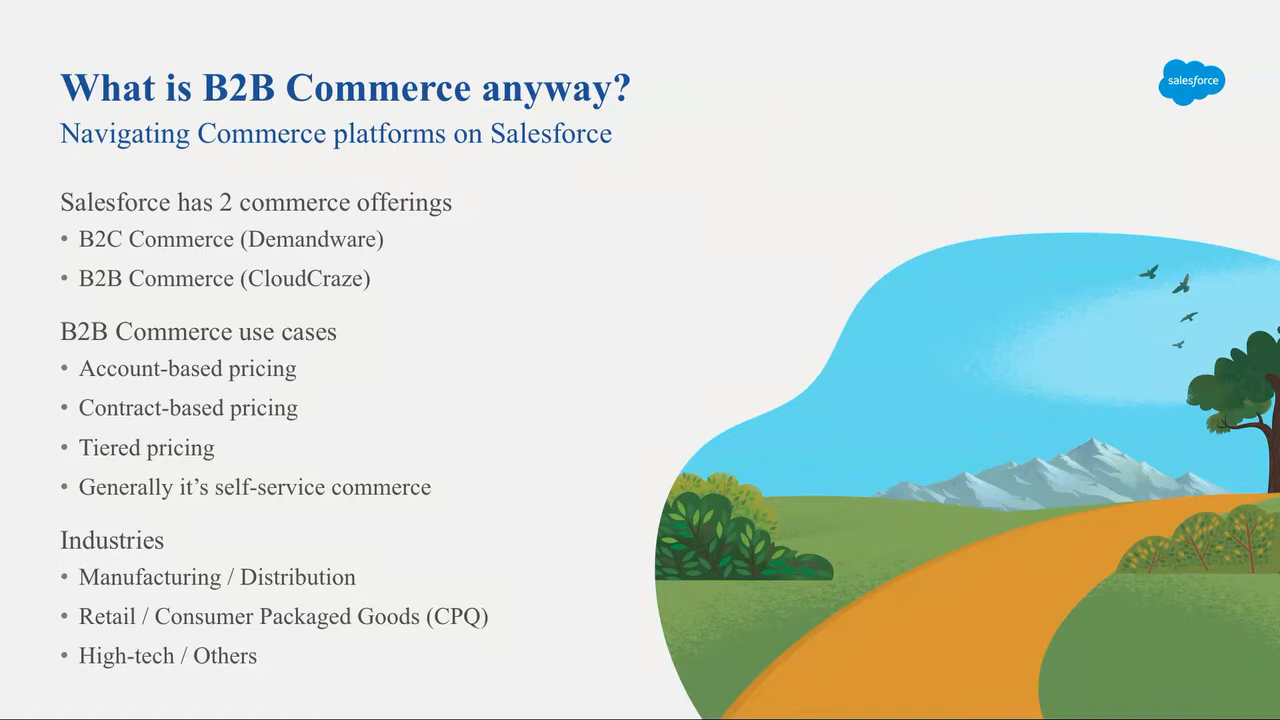 What is B2B Commerce anyway?
Navigating Commerce platforms on Salesforce
salesforce
Salesforce has 2 commerce offerings
• B2C Commerce (Demandware)
• B2B Commerce (CloudCraze)
B2B Commerce use cases
• Account-based pricing
• Contract-based pricing
• Tiered pricing
• Generally it’s self-service commerce
Industries
• Manufacturing / Distribution
• Retail / Consumer Packaged Goods (CPQ)
• High-tech / Others